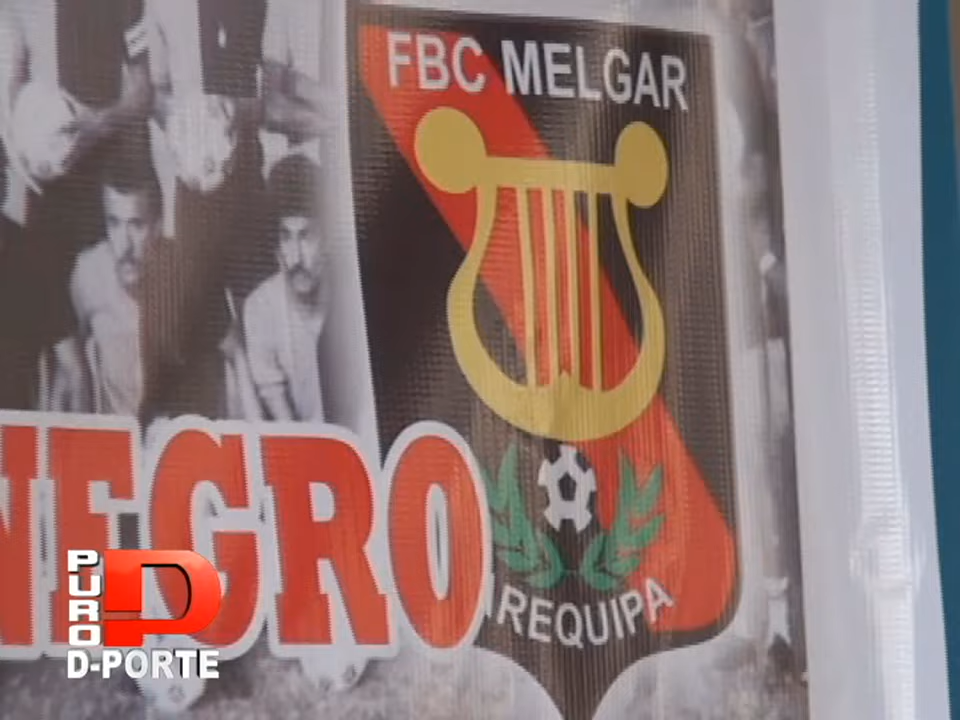 FBC MELGAR
NEGRO
REQUIPA
PURO
D-PORTE